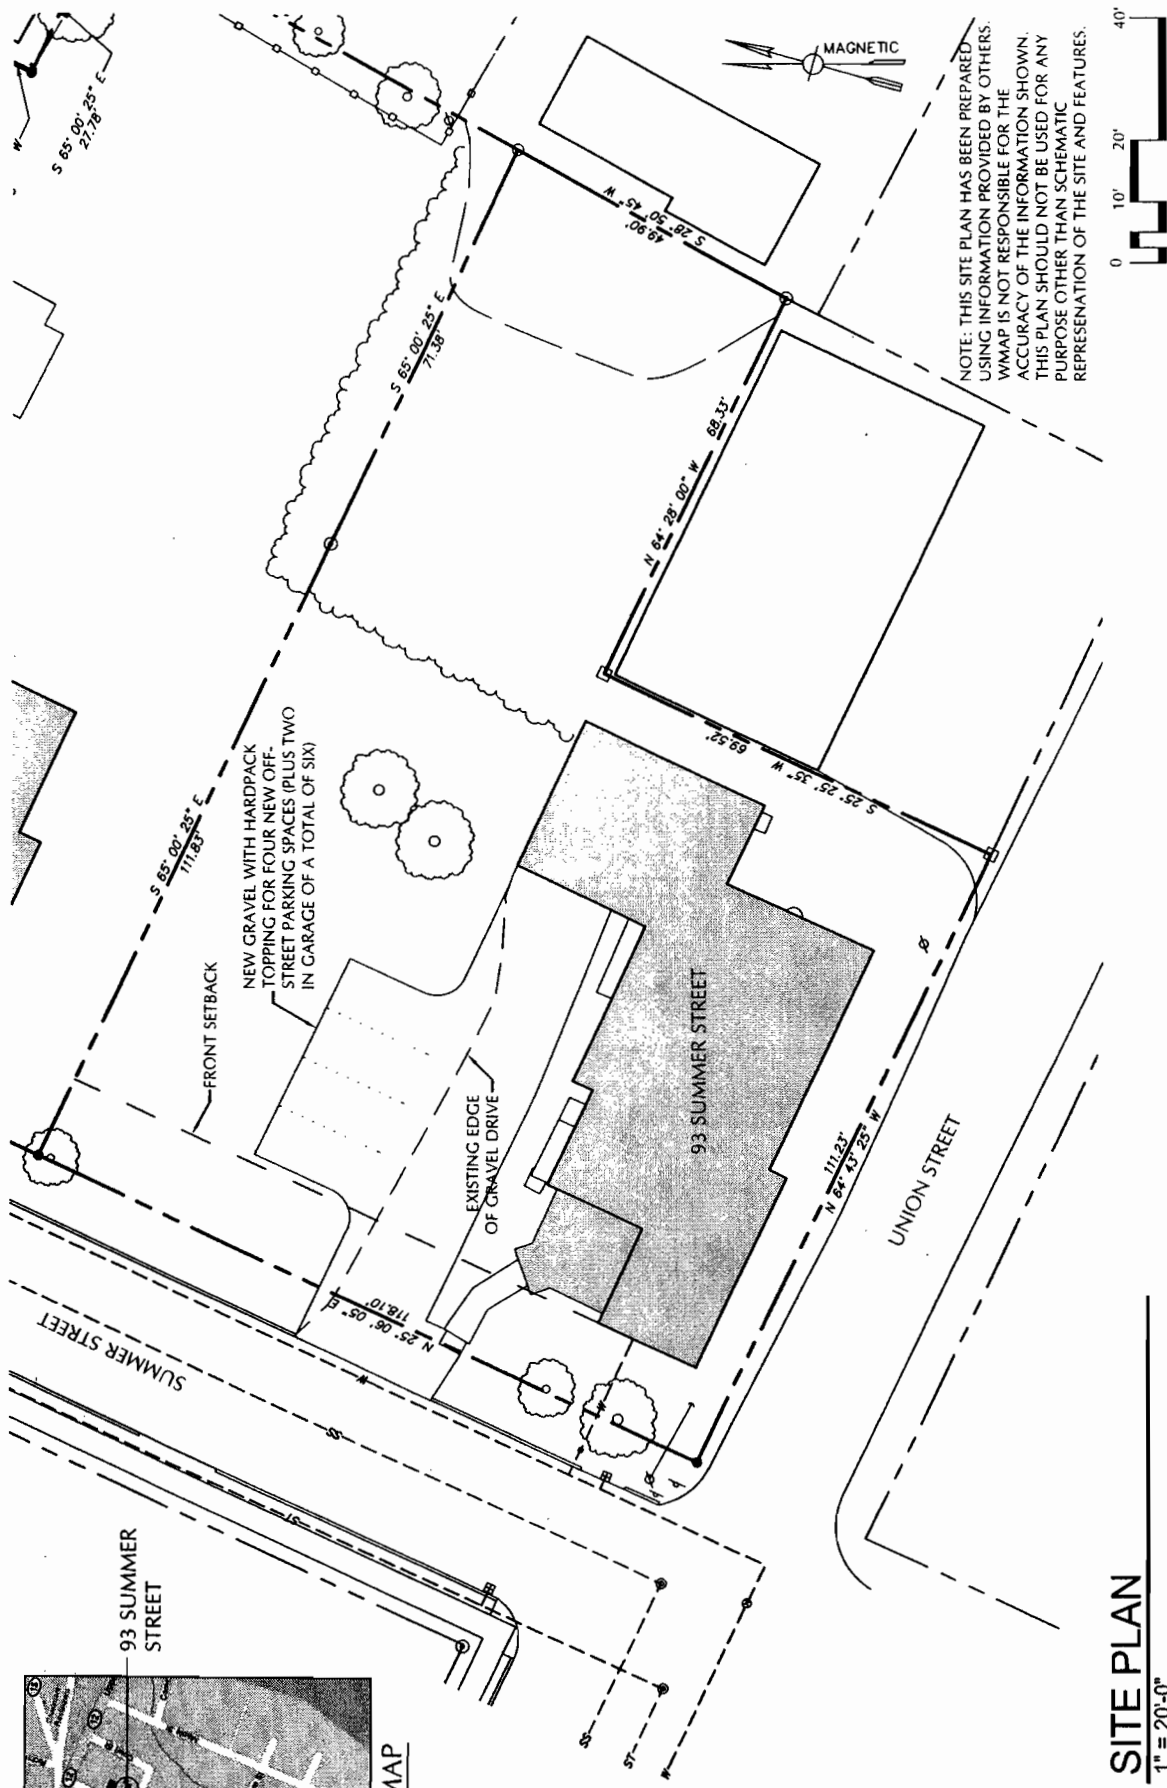 W
S 65° 00' 25" E
27.78'
MAGNETIC
NOTE: THIS SITE PLAN HAS BEEN PREPARED
USING INFORMATION PROVIDED BY OTHERS.
WMAP IS NOT RESPONSIBLE FOR THE
ACCURACY OF THE INFORMATION SHOWN.
THIS PLAN SHOULD NOT BE USED FOR ANY
PURPOSE OTHER THAN SCHEMATIC
REPRESENATION OF THE SITE AND FEATURES.
0 10' 20' 40'
S 28° 50' 45" W
49.90'
S 65° 00' 25" E
71.38'
N 64° 28' 00" W 68.33'
S 65° 00' 25" E
111.83'
FRONT SETBACK
NEW GRAVEL WITH HARDPACK
TOPPING FOR FOUR NEW OFF-
STREET PARKING SPACES (PLUS TWO
IN GARAGE OF A TOTAL OF SIX)
S 25° 25' 35" W
69.52'
EXISTING EDGE
OF GRAVEL DRIVE
93 SUMMER STREET
111.23'
N 64° 43' 25" W
UNION STREET
N 25° 06' 05" E
118.10'
SUMMER STREET
W
SS
ST
W
93 SUMMER
STREET
MAP
12
SS
ST
W
SITE PLAN
1" = 20'-0"